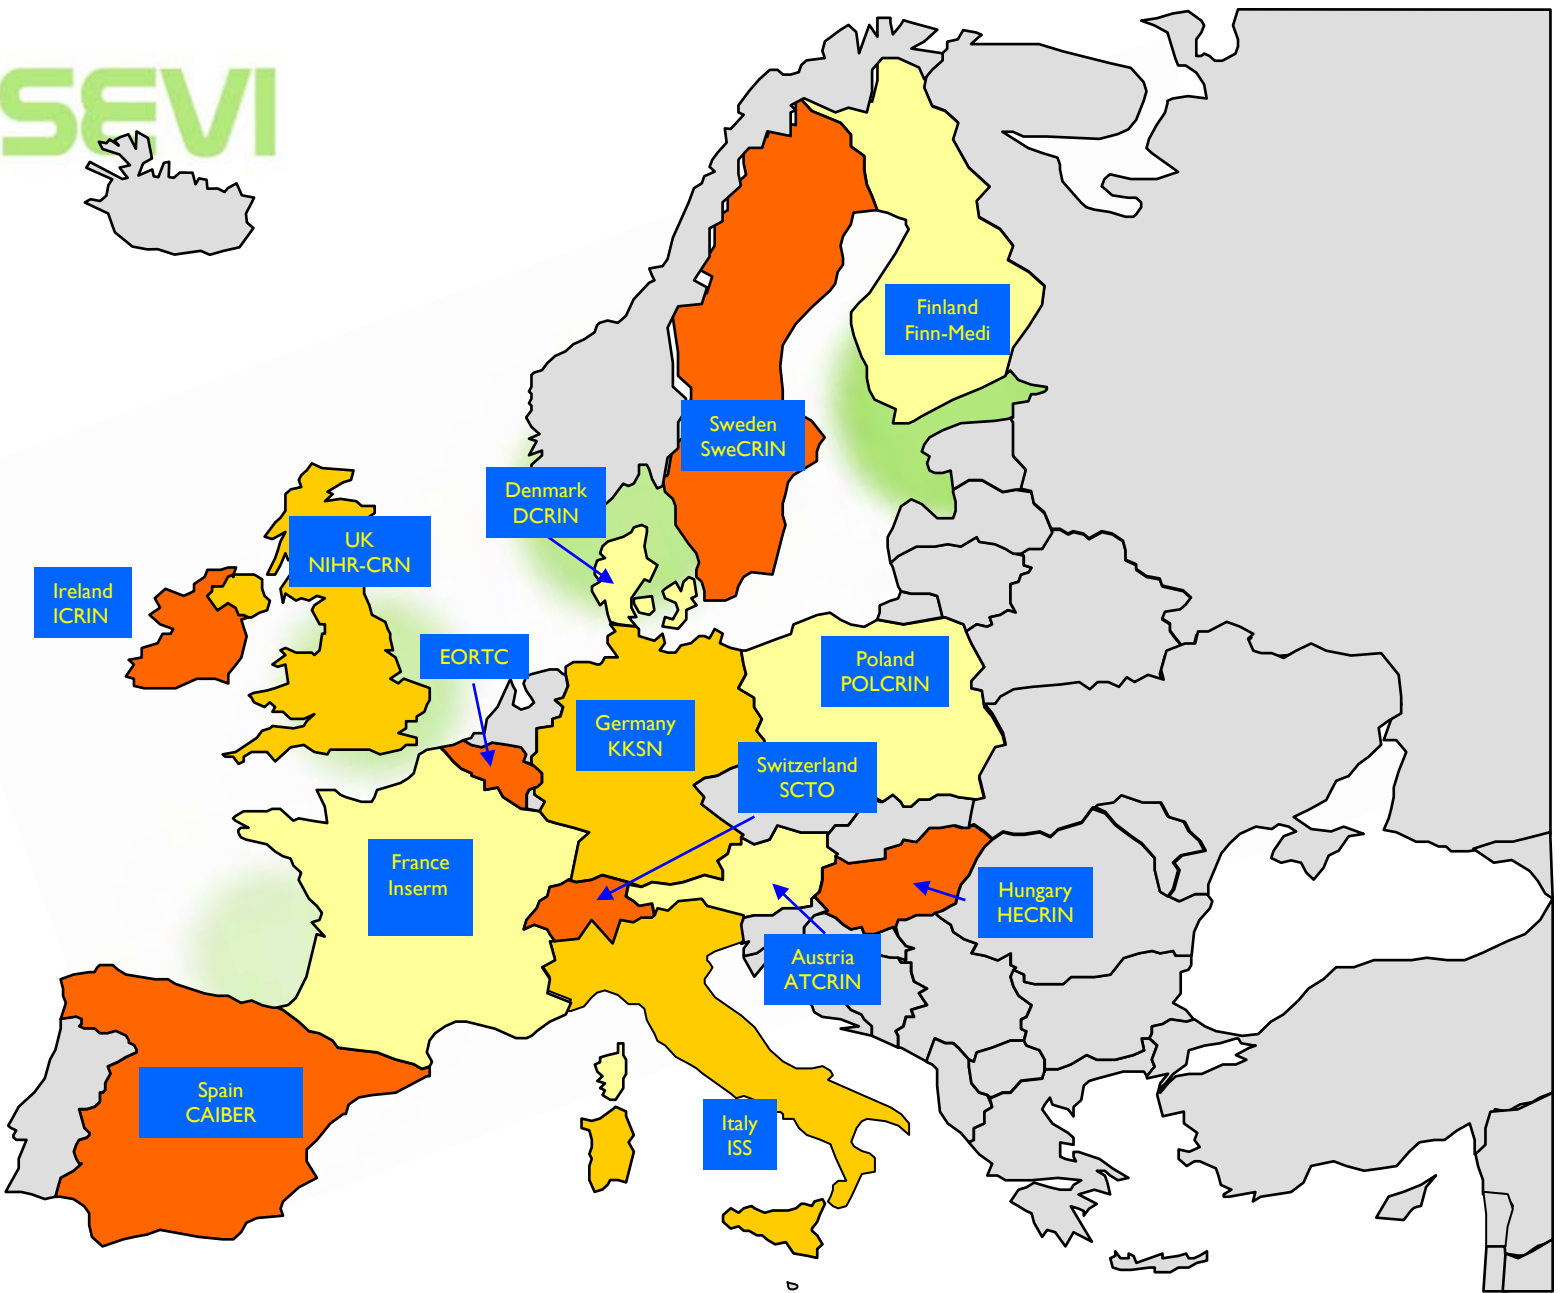 SEVI
Finland
Finn-Medi
Sweden
SweCRIN
Denmark
DCRIN
UK
NIHR-CRN
Ireland
ICRIN
EORTC
Poland
POLCRIN
Germany
KKSN
Switzerland
SCTO
France
Inserm
Hungary
HECRIN
Austria
ATCRIN
Spain
CAIBER
Italy
ISS